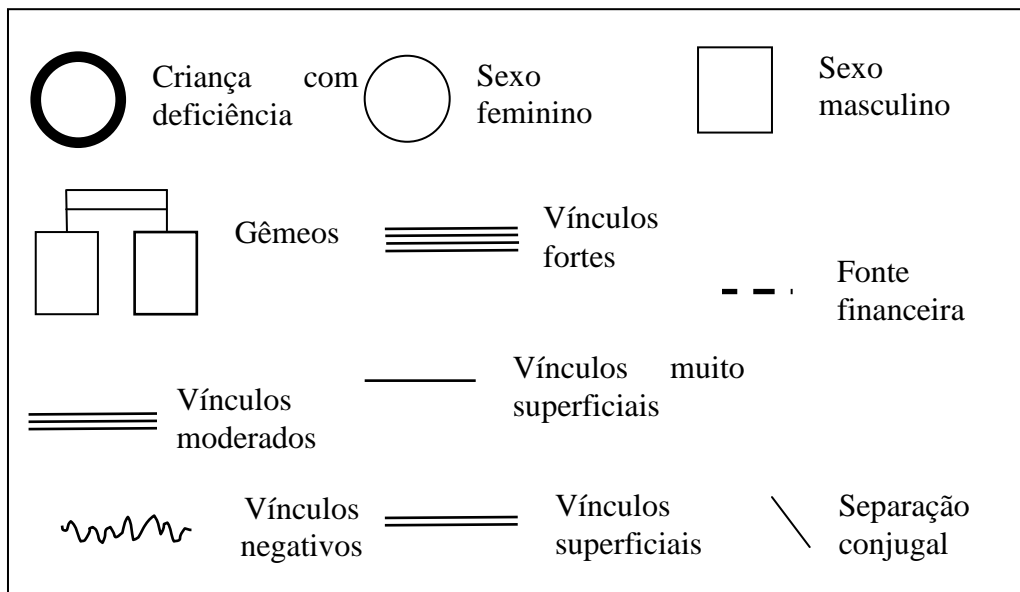 Criança com
deficiência
Sexo
feminino
Sexo
masculino
Gêmeos
Vínculos
fortes
Fonte
financeira
Vínculos
moderados
Vínculos muito
superficiais
Vínculos
negativos
Vínculos
superficiais
Separação
conjugal